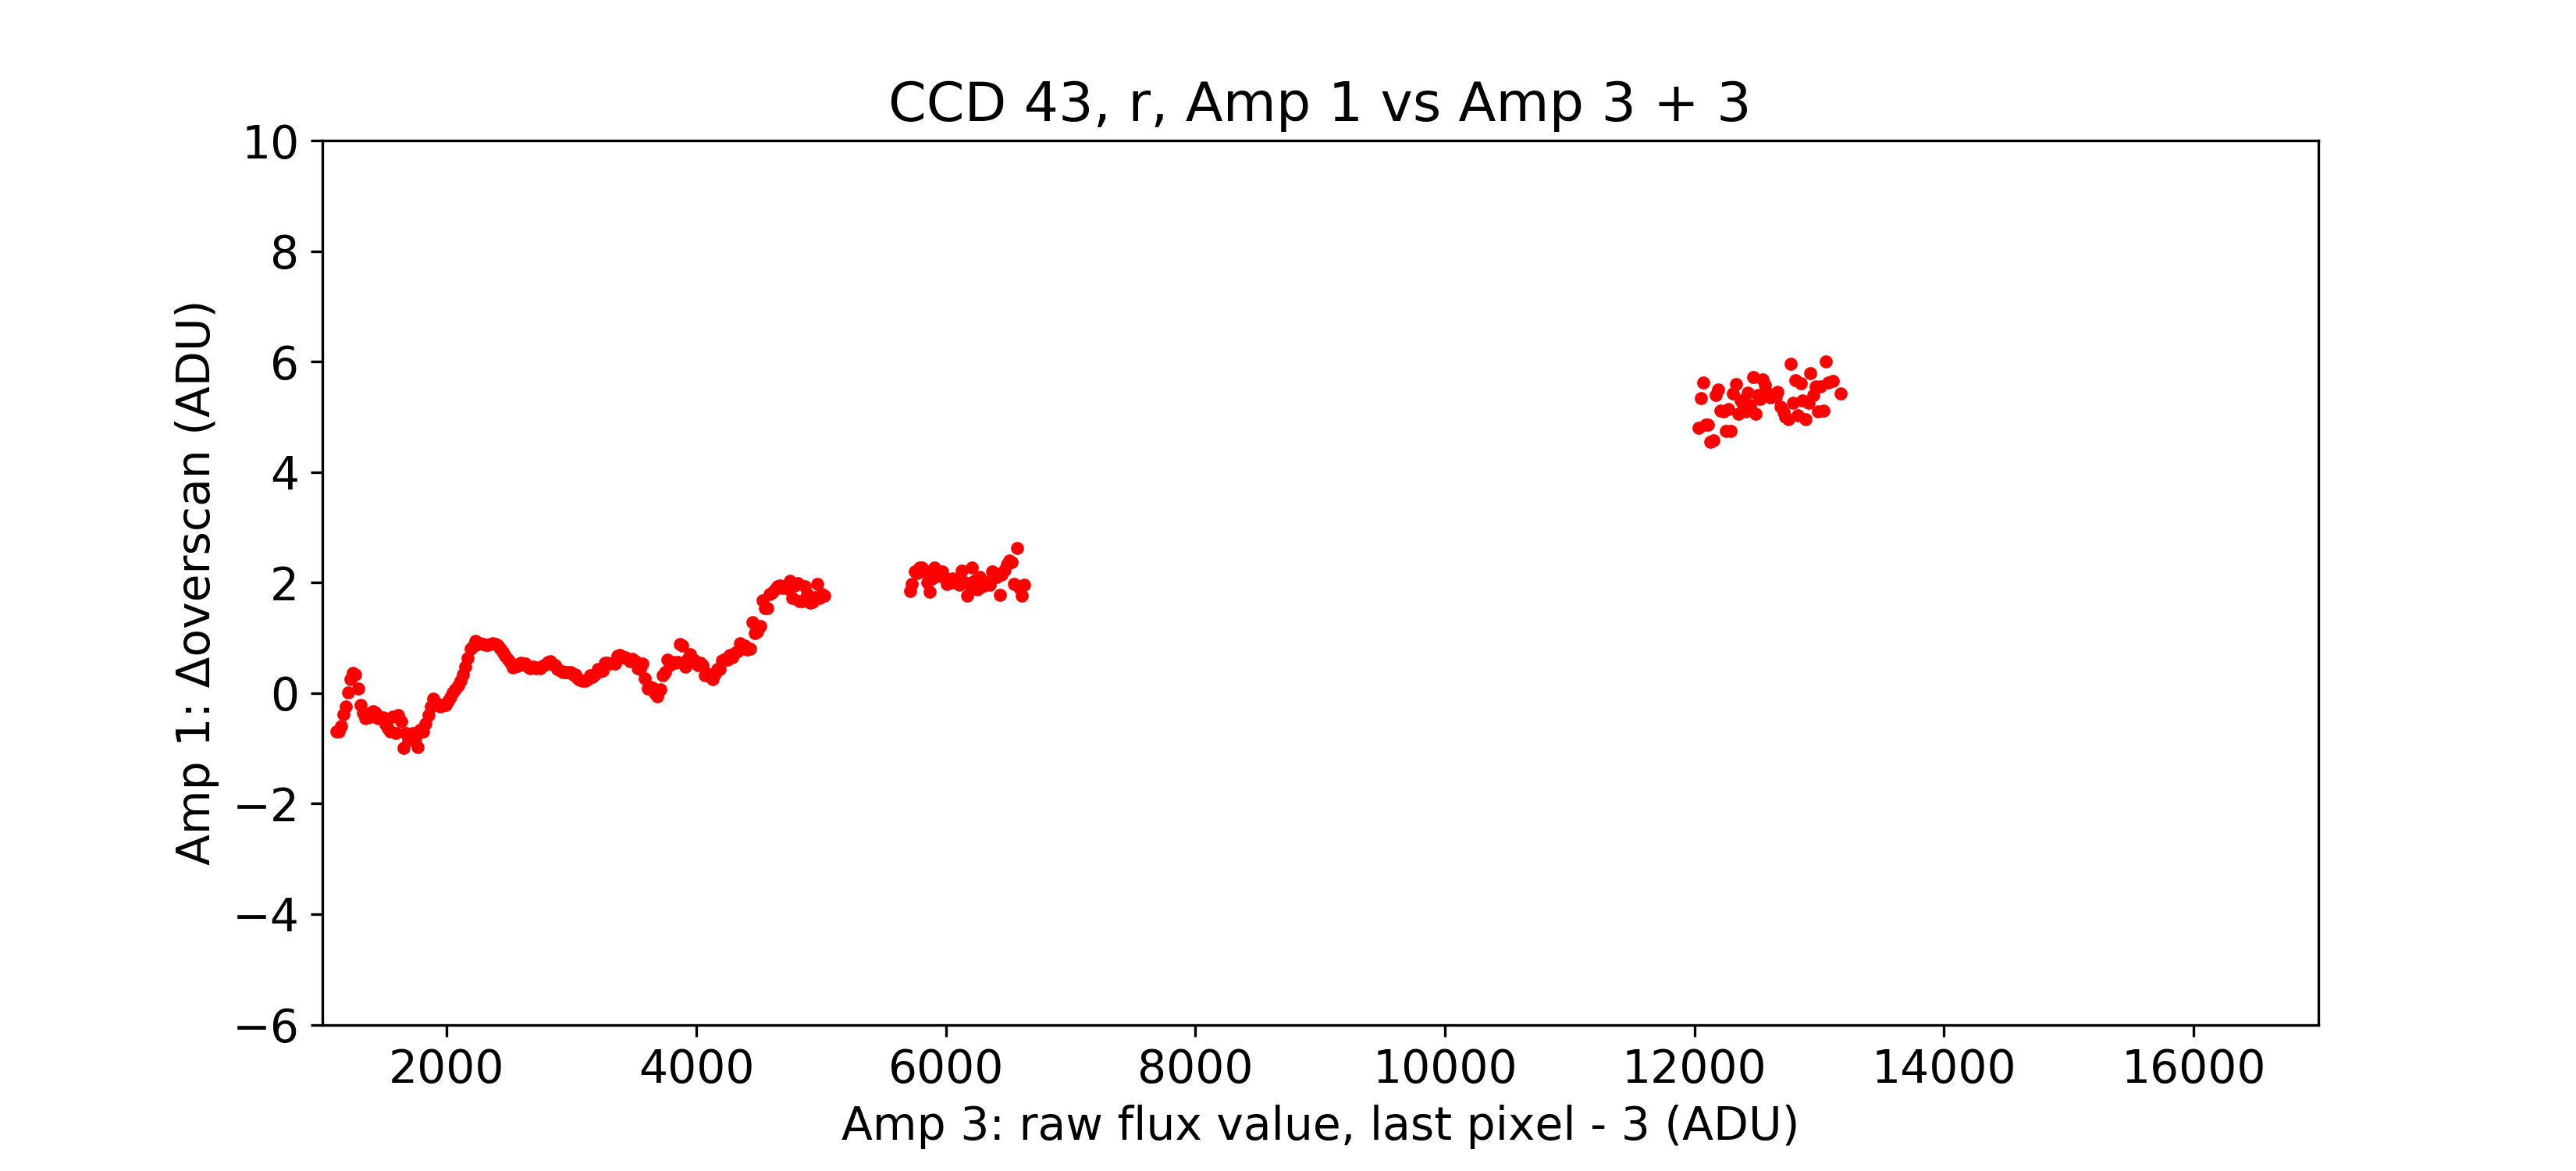 CCD 43, r, Amp 1 vs Amp 3 + 3
10
8
6
4
2
0
−2
−4
−6
Amp 1: Δoverscan (ADU)
2000 4000 6000 8000 10000 12000 14000 16000
Amp 3: raw flux value, last pixel - 3 (ADU)